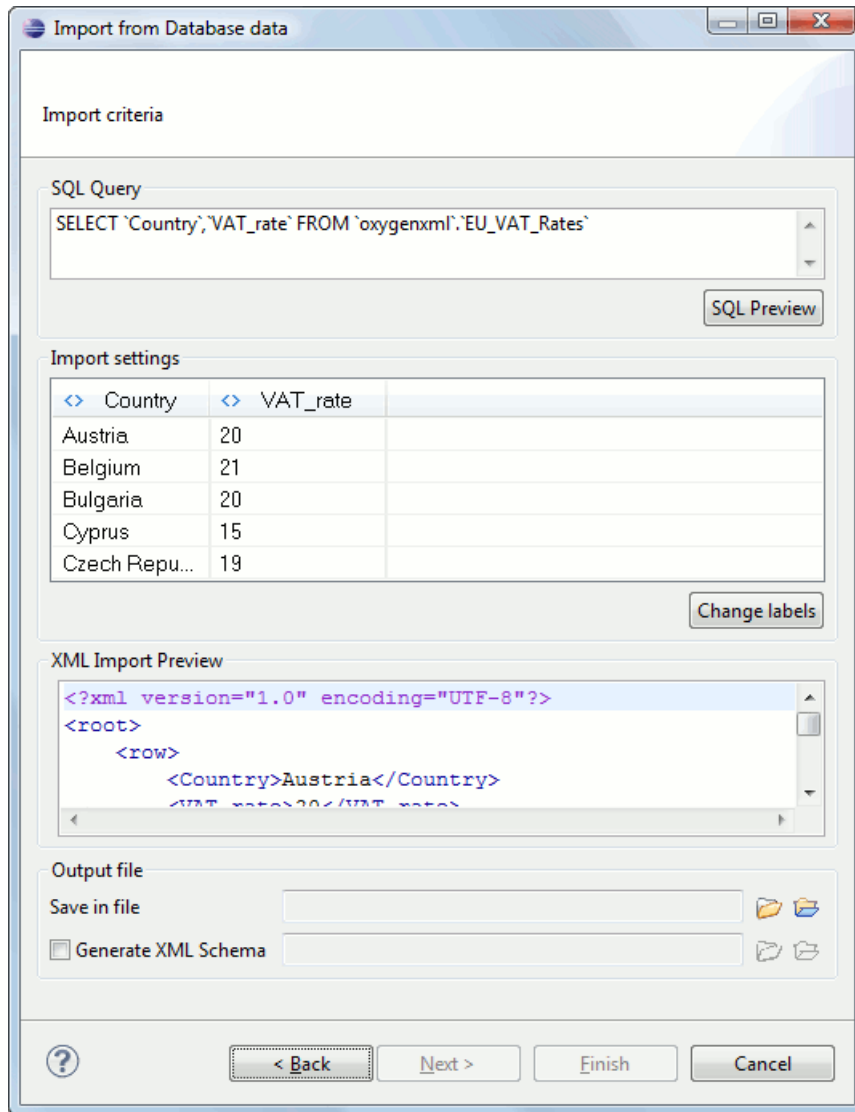 Import from Database data
Import criteria
SQL Query
SELECT `Country`,`VAT_rate` FROM `oxygenxml`.`EU_VAT_Rates`
SQL Preview
Import settings
<> Country <> VAT_rate
Austria 20
Belgium 21
Bulgaria 20
Cyprus 15
Czech Repu... 19
Change labels
XML Import Preview
<?xml version="1.0" encoding="UTF-8"?>
<root>
<row>
<Country>Austria</Country>
<VAT_rate>20</VAT_rate>
Output file
Save in file
Generate XML Schema
? < Back Next > Finish Cancel